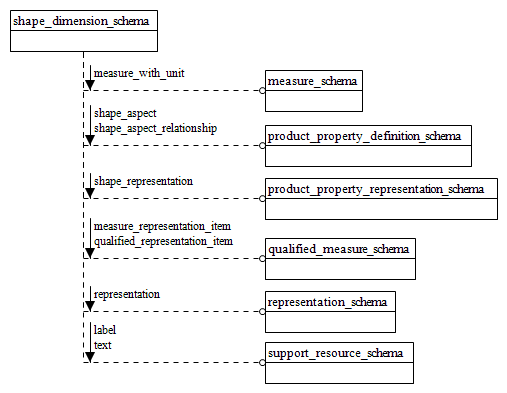 shape_dimension_schema
measure_with_unit
measure_schema
shape_aspect
shape_aspect_relationship
product_property_definition_schema
shape_representation
product_property_representation_schema
measure_representation_item
qualified_representation_item
qualified_measure_schema
representation
representation_schema
label
text
support_resource_schema